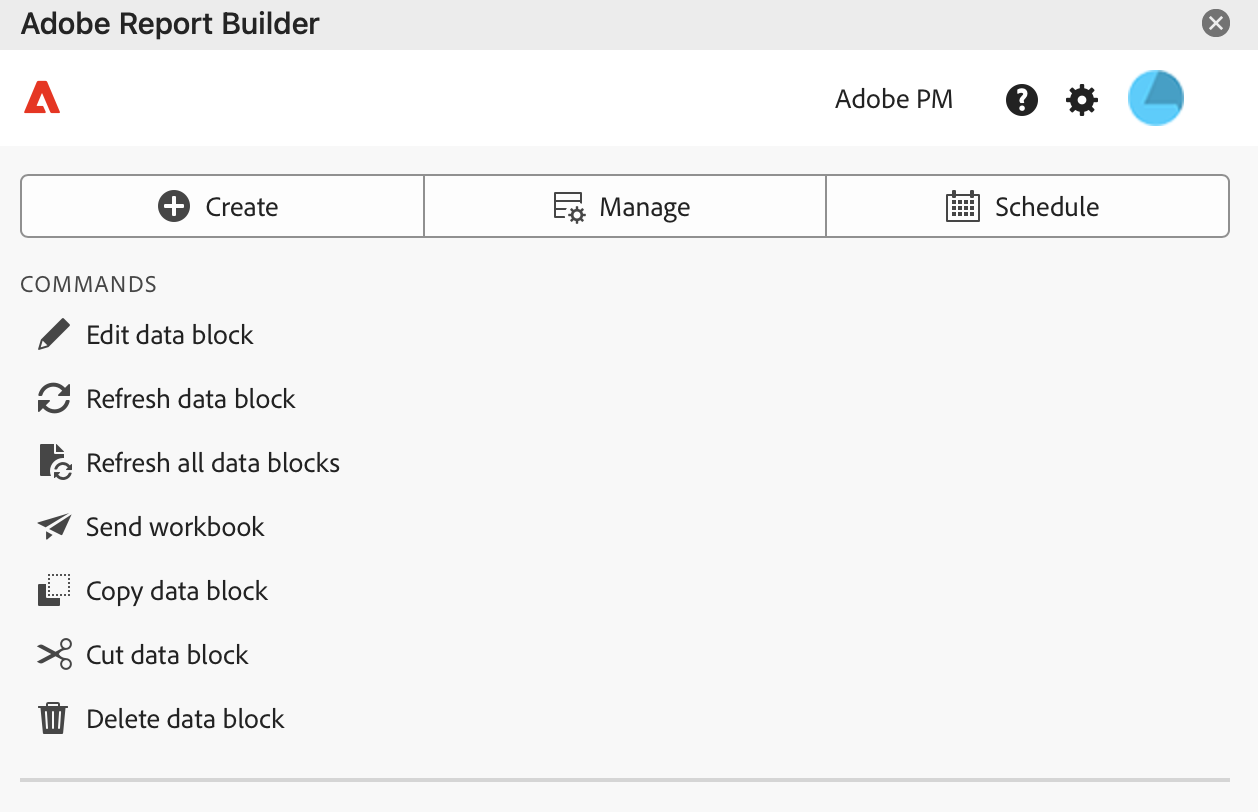 Adobe Report Builder
Adobe PM
Create
Manage
Schedule
COMMANDS
Edit data block
Refresh data block
Refresh all data blocks
Send workbook
Copy data block
Cut data block
Delete data block